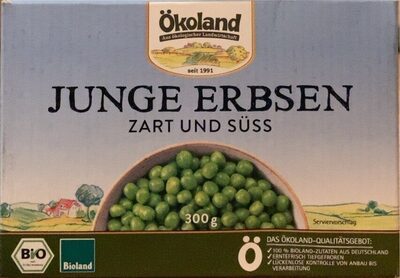 Ökoland
Aus ökologischer Landwirtschaft
seit 1991
JUNGE ERBSEN
ZART UND SÜSS
300g
Serviervorschlag
BIO
Bioland
Ö
DAS ÖKOLAND-QUALITÄTSGEBOT:
100 % BIOLAND-ZUTATEN AUS DEUTSCHLAND
ERNTEFRISCH TIEFGEFROREN
LÜCKENLOSE KONTROLLE VON ANBAU BIS
VERARBEITUNG